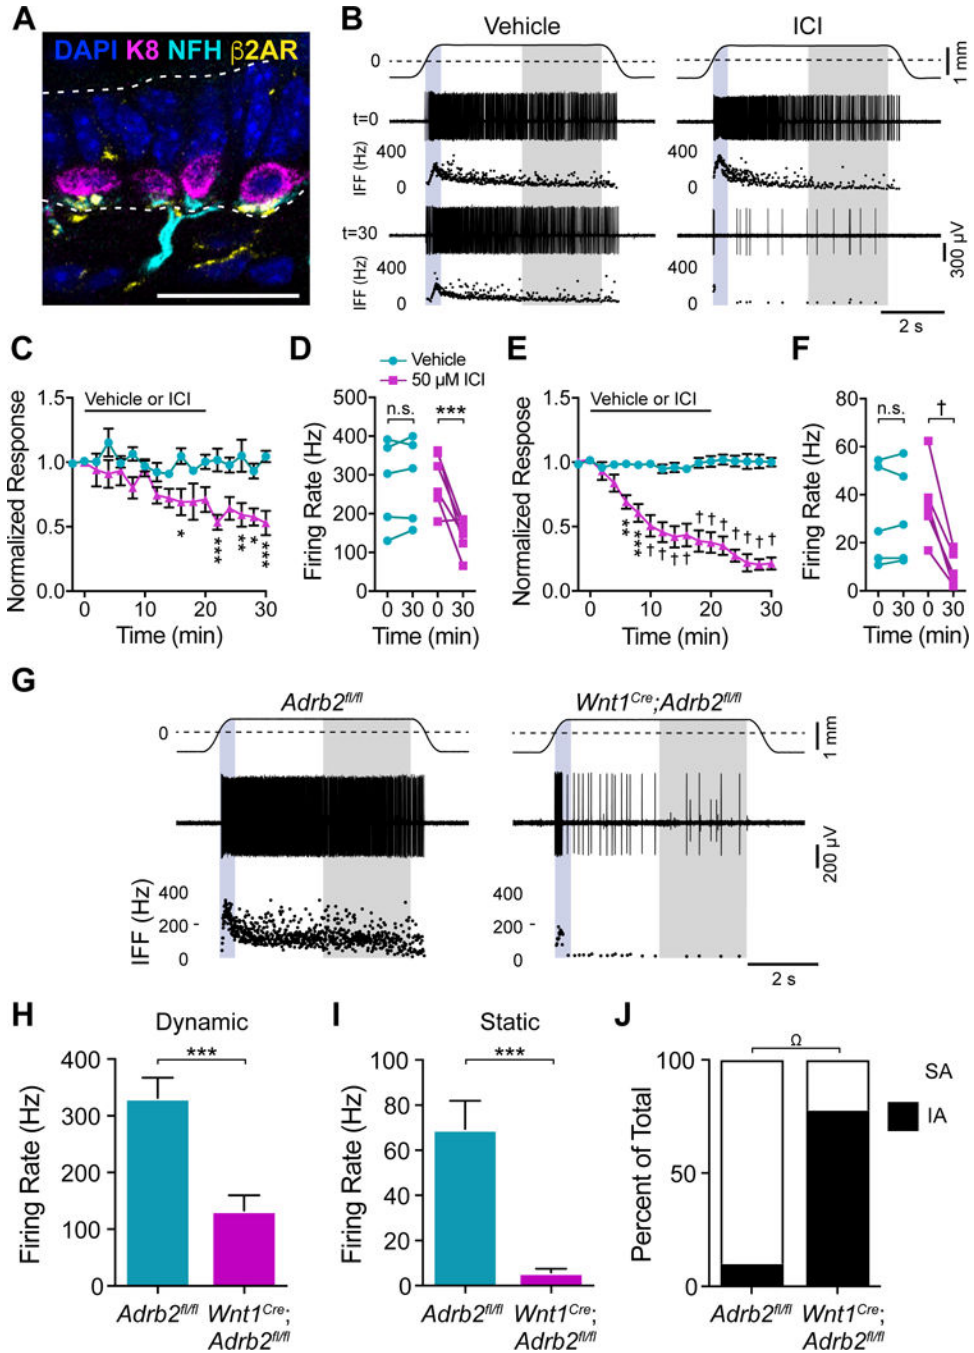 A
DAPI K8 NFH β2AR
B
Vehicle
ICI
0
1 mm
t=0
400
IFF (Hz)
0
400
0
t=30
300 μV
400
IFF (Hz)
0
400
0
2 s
C
Vehicle or ICI
Normalized Response
1.5
1.0
0.5
0.0
*
***
**
*
***
0 10 20 30
Time (min)
D
Vehicle
50 μM ICI
n.s.
***
Firing Rate (Hz)
500
400
300
200
100
0
0 30 0 30
Time (min)
E
Vehicle or ICI
Normalized Response
1.5
1.0
0.5
0.0
**
***
† † † † † † † † † † †
0 10 20 30
Time (min)
F
n.s.
†
Firing Rate (Hz)
80
60
40
20
0
0 30 0 30
Time (min)
G
Adrb2fl/fl
Wnt1Cre;Adrb2fl/fl
0
1 mm
200 μV
IFF (Hz)
400
200
0
400
200
0
2 s
H
Dynamic
***
Firing Rate (Hz)
400
300
200
100
0
Adrb2fl/fl
Wnt1Cre;
Adrb2fl/fl
I
Static
***
Firing Rate (Hz)
100
80
60
40
20
0
Adrb2fl/fl
Wnt1Cre;
Adrb2fl/fl
J
Ω
Percent of Total
100
50
0
SA
IA
Adrb2fl/fl
Wnt1Cre;
Adrb2fl/fl